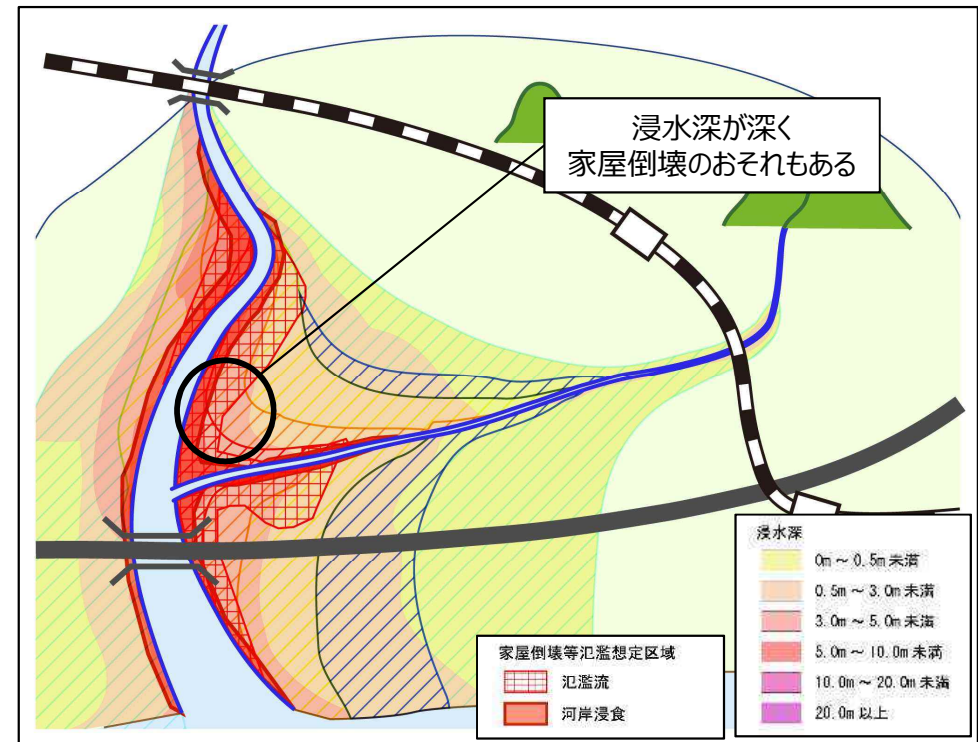 浸水深が深く
家屋倒壊のおそれもある
家屋倒壊等氾濫想定区域
氾濫流
河岸浸食
浸水深
0m ~ 0.5m 未満
0.5m ~ 3.0m 未満
3.0m ~ 5.0m 未満
5.0m ~ 10.0m 未満
10.0m ~ 20.0m 未満
20.0m 以上